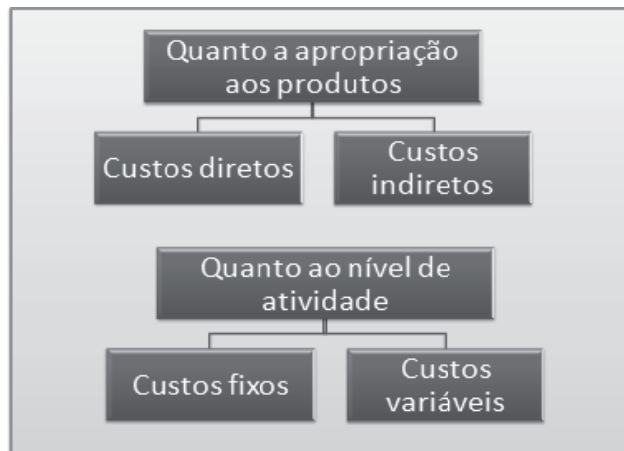 Quanto a apropriação
aos produtos
Custos diretos
Custos
indiretos
Quanto ao nível de
atividade
Custos fixos
Custos
variáveis